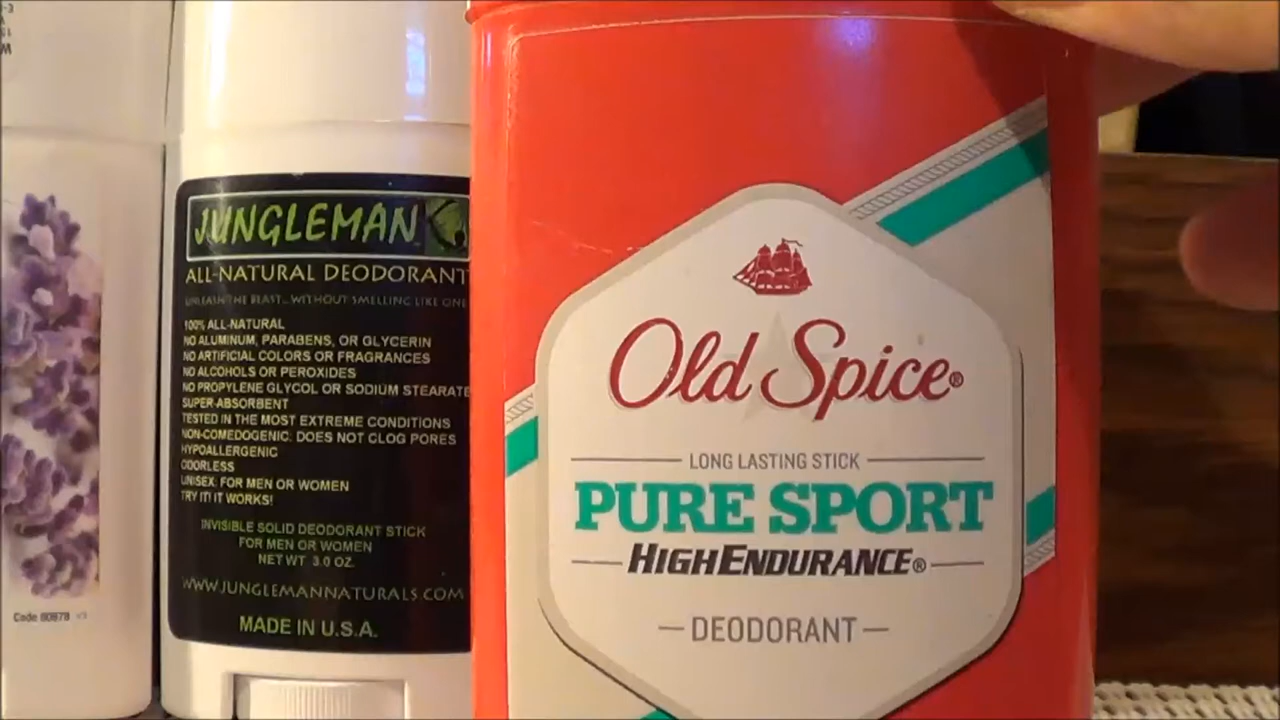 Code 80878 v1
JUNGLEMAN
ALL-NATURAL DEODORANT
UNLEASH THE BEAST... WITHOUT SMELLING LIKE ONE
100% ALL-NATURAL
NO ALUMINUM, PARABENS, OR GLYCERIN
NO ARTIFICIAL COLORS OR FRAGRANCES
NO ALCOHOLS OR PEROXIDES
NO PROPYLENE GLYCOL OR SODIUM STEARATE
SUPER-ABSORBENT
TESTED IN THE MOST EXTREME CONDITIONS
NON-COMEDOGENIC: DOES NOT CLOG PORES
HYPOALLERGENIC
ODORLESS
UNISEX: FOR MEN OR WOMEN
TRY IT! IT WORKS!
INVISIBLE SOLID DEODORANT STICK
FOR MEN OR WOMEN
NET WT 3.0 OZ.
WWW.JUNGLEMANNATURALS.COM
MADE IN U.S.A.
Old Spice®
LONG LASTING STICK
PURE SPORT
HIGH ENDURANCE®
DEODORANT